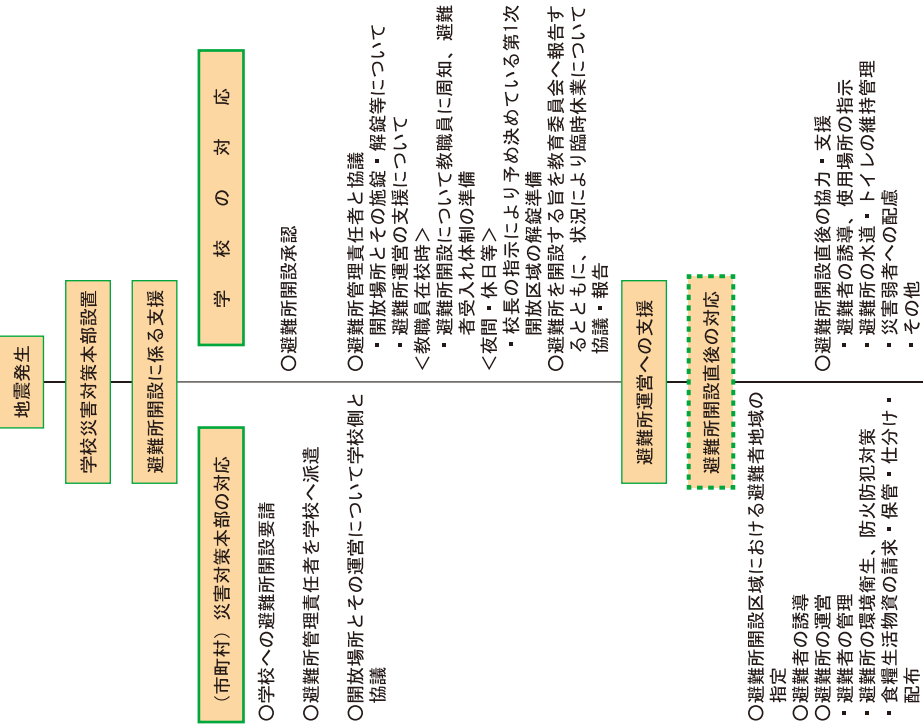 地震発生
学校災害対策本部設置
避難所開設に係る支援
（市町村）災害対策本部の対応
○学校への避難所開設要請
○避難所管理責任者を学校へ派遣
○開放場所とその運営について学校側と
協議
学校の対応
○避難所開設承認
○避難所管理責任者と協議
・開放場所とその施錠・解錠等について
・避難所運営の支援について
＜教職員在校時＞
・避難所開設について教職員に周知、避難
者受入れ体制の準備
＜夜間・休日等＞
・校長の指示により予め決めている第1次
開放区域の解錠準備
○避難所を開設する旨を教育委員会へ報告す
るとともに、状況により臨時休業について
協議・報告
避難所運営への支援
避難所開設直後の対応
○避難所開設区域における避難者地域の
指定
○避難者の誘導
○避難所の運営
・避難者の管理
・避難所の環境衛生、防火防犯対策
・食糧生活物資の請求・保管・仕分け・
配布
○避難所開設直後の協力・支援
・避難者の誘導、使用場所の指示
・避難所の水道・トイレの維持管理
・災害弱者への配慮
・その他